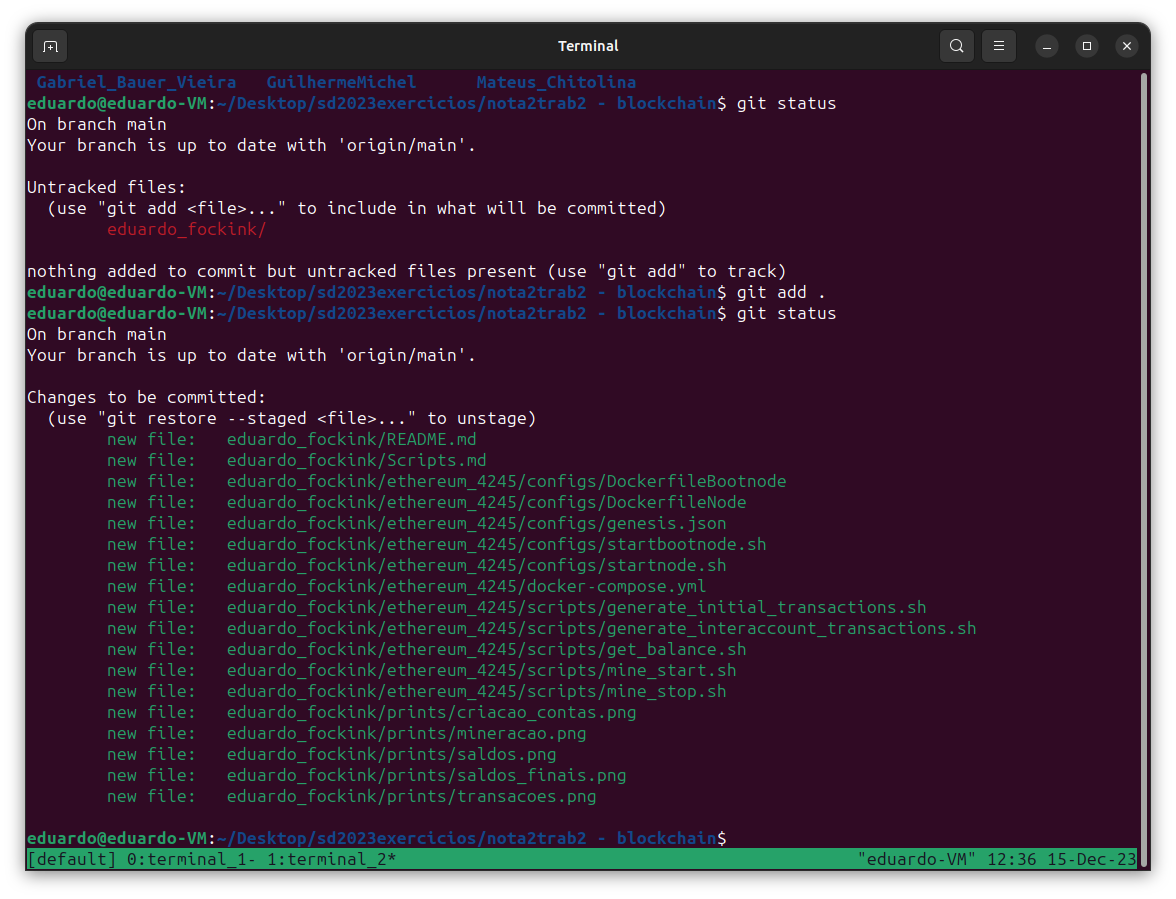 Terminal
Gabriel_Bauer_Vieira   GuilhermeMichel      Mateus_Chitolina
eduardo@eduardo-VM:~/Desktop/sd2023exercicios/nota2trab2 - blockchain$ git status
On branch main
Your branch is up to date with 'origin/main'.
Untracked files:
  (use "git add <file>..." to include in what will be committed)
        eduardo_fockink/
nothing added to commit but untracked files present (use "git add" to track)
eduardo@eduardo-VM:~/Desktop/sd2023exercicios/nota2trab2 - blockchain$ git add .
eduardo@eduardo-VM:~/Desktop/sd2023exercicios/nota2trab2 - blockchain$ git status
On branch main
Your branch is up to date with 'origin/main'.
Changes to be committed:
  (use "git restore --staged <file>..." to unstage)
        new file:   eduardo_fockink/README.md
        new file:   eduardo_fockink/Scripts.md
        new file:   eduardo_fockink/ethereum_4245/configs/DockerfileBootnode
        new file:   eduardo_fockink/ethereum_4245/configs/DockerfileNode
        new file:   eduardo_fockink/ethereum_4245/configs/genesis.json
        new file:   eduardo_fockink/ethereum_4245/configs/startbootnode.sh
        new file:   eduardo_fockink/ethereum_4245/configs/startnode.sh
        new file:   eduardo_fockink/ethereum_4245/docker-compose.yml
        new file:   eduardo_fockink/ethereum_4245/scripts/generate_initial_transactions.sh
        new file:   eduardo_fockink/ethereum_4245/scripts/generate_interaccount_transactions.sh
        new file:   eduardo_fockink/ethereum_4245/scripts/get_balance.sh
        new file:   eduardo_fockink/ethereum_4245/scripts/mine_start.sh
        new file:   eduardo_fockink/ethereum_4245/scripts/mine_stop.sh
        new file:   eduardo_fockink/prints/criacao_contas.png
        new file:   eduardo_fockink/prints/mineracao.png
        new file:   eduardo_fockink/prints/saldos.png
        new file:   eduardo_fockink/prints/saldos_finais.png
        new file:   eduardo_fockink/prints/transacoes.png
eduardo@eduardo-VM:~/Desktop/sd2023exercicios/nota2trab2 - blockchain$
[default] 0:terminal_1- 1:terminal_2* "eduardo-VM" 12:36 15-Dec-23